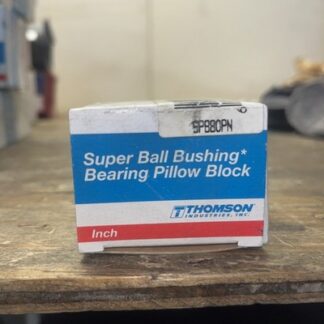 SPB8OPN
Super Ball Bushing*
Bearing Pillow Block
THOMSON
INDUSTRIES, INC.
Inch